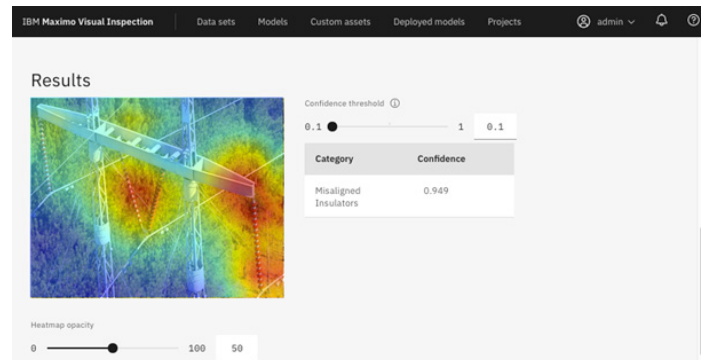 IBM Maximo Visual Inspection Data sets Models Custom assets Deployed models Projects admin
Results
Confidence threshold
0.1 1 0.1
Category Confidence
Misaligned Insulators 0.949
Heatmap opacity
0 100 50